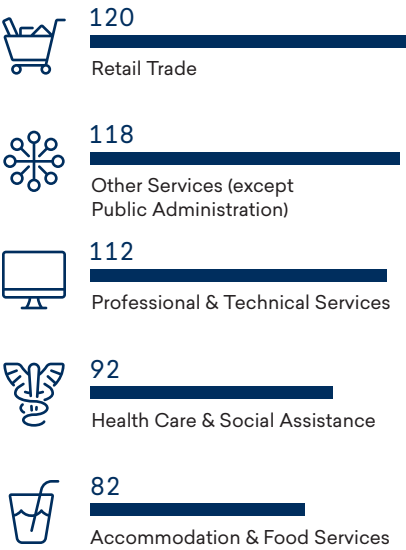 120
Retail Trade
118
Other Services (except
Public Administration)
112
Professional & Technical Services
92
Health Care & Social Assistance
82
Accommodation & Food Services